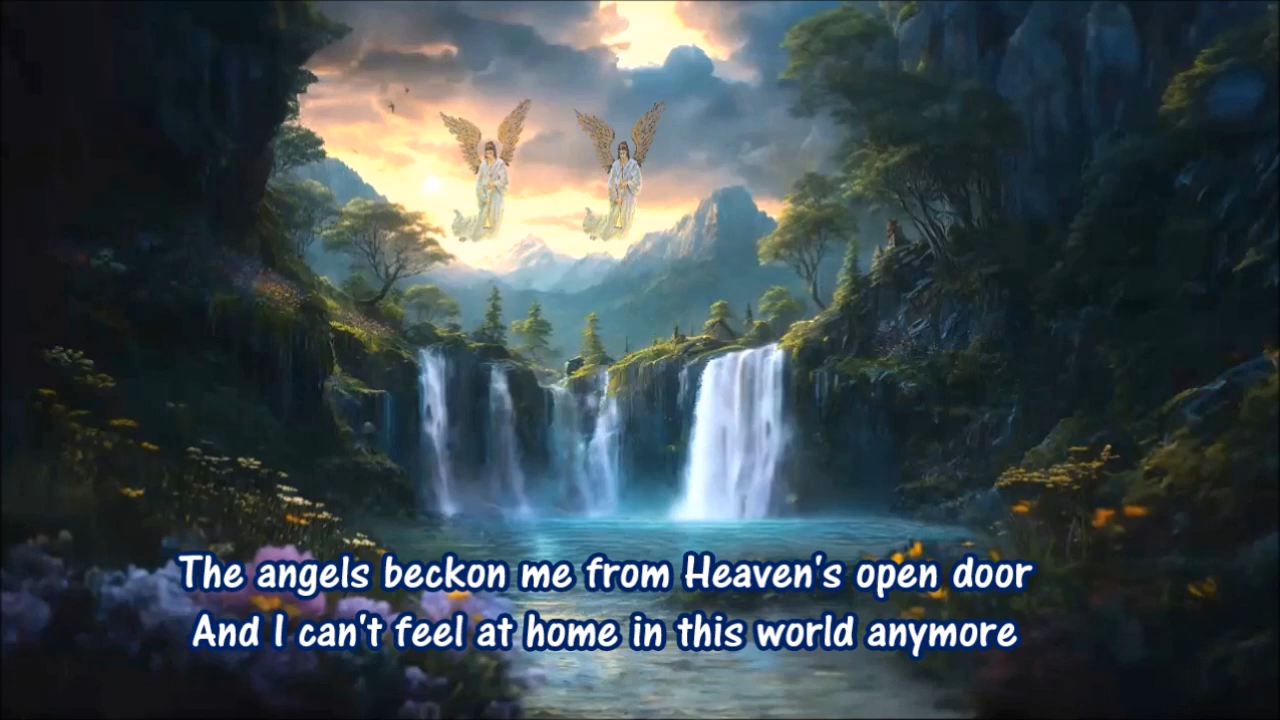 The angels beckon me from Heaven's open door
And I can't feel at home in this world anymore